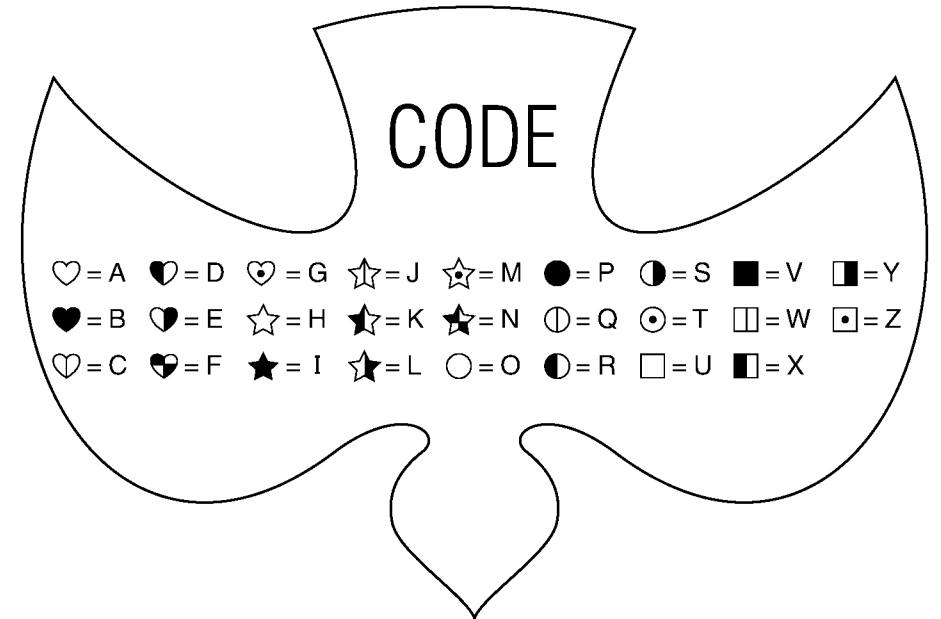 CODE
♡ = A ◐ = D ♡ = G ☆ = J ☆ = M ● = P ◑ = S ■ = V ◨ = Y
♥ = B ♡ = E ☆ = H ☆ = K ☆ = N ⦶ = Q ⊙ = T ◫ = W ⊡ = Z
♡ = C ♡ = F ★ = I ☆ = L ○ = O ◐ = R □ = U ◧ = X